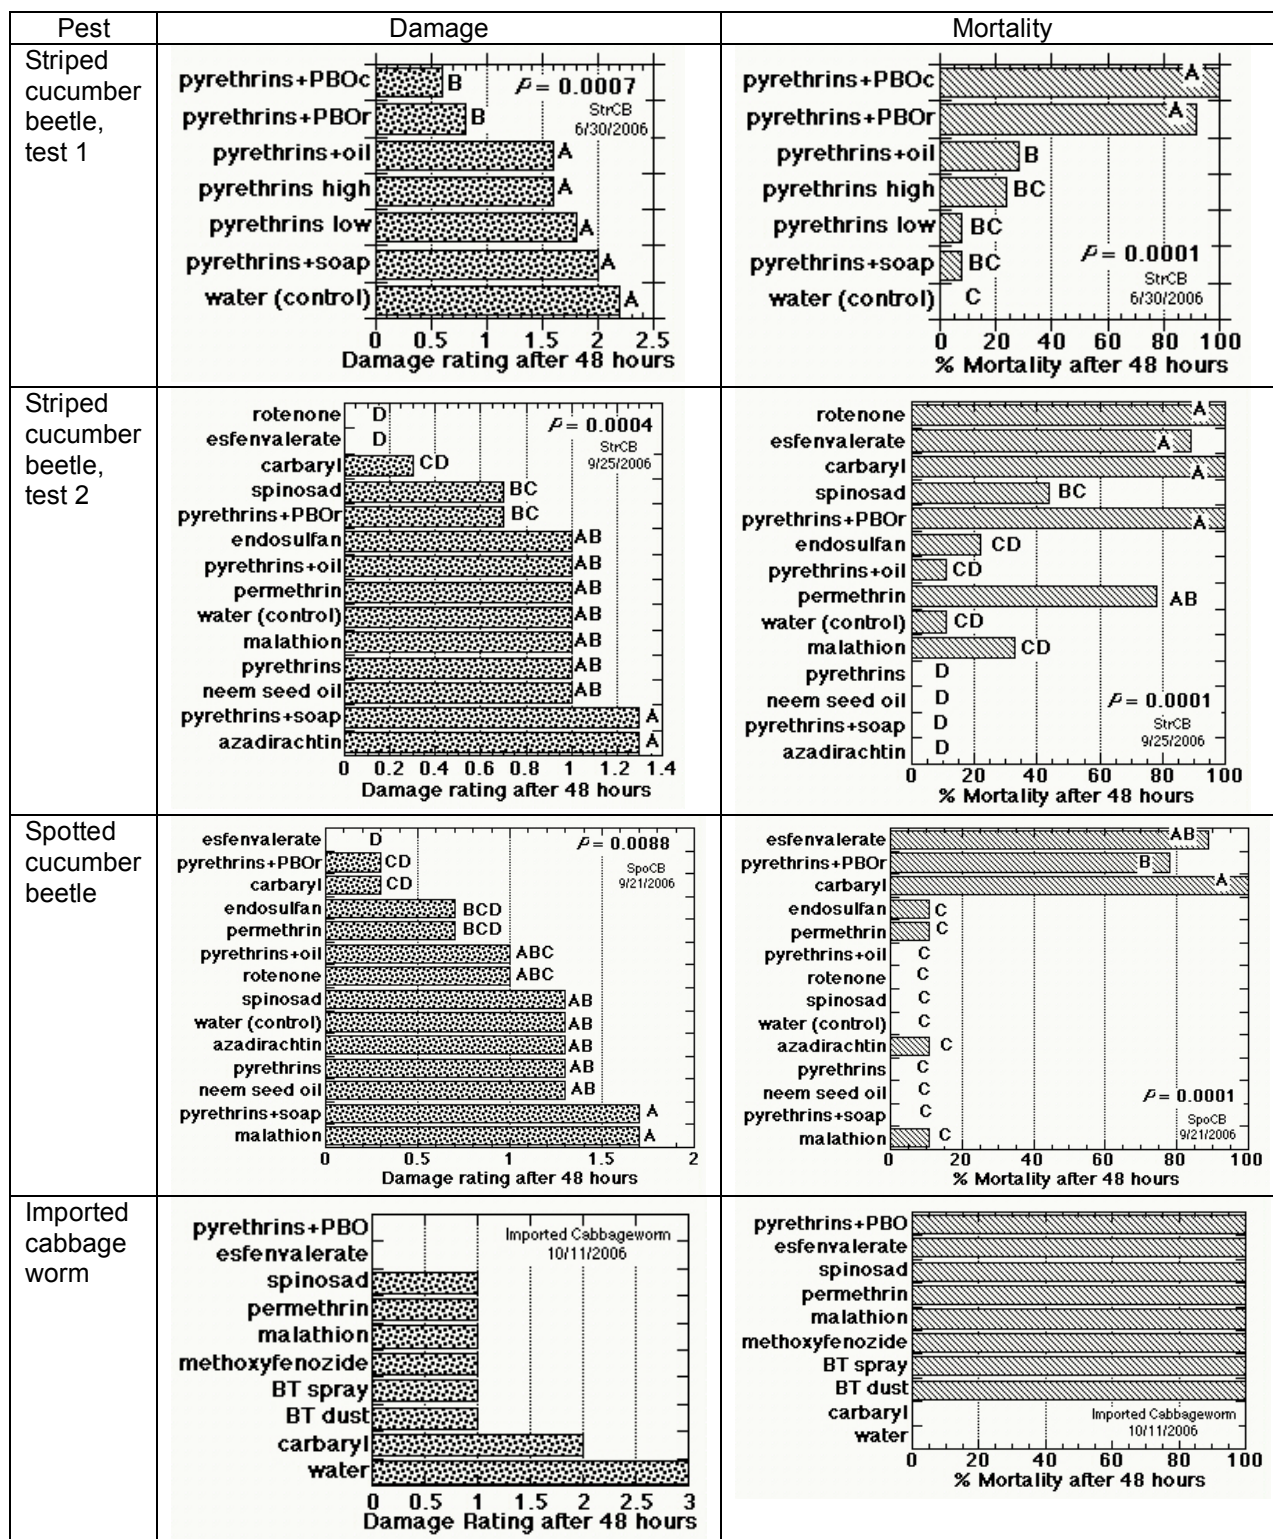 Pest Damage Mortality
Striped
cucumber
beetle,
test 1
pyrethrins+PBOc B P = 0.0007
StrCB
6/30/2006
pyrethrins+PBOr B
pyrethrins+oil A
pyrethrins high A
pyrethrins low A
pyrethrins+soap A
water (control) A
0 0.5 1 1.5 2 2.5
Damage rating after 48 hours
pyrethrins+PBOc A
pyrethrins+PBOr A
pyrethrins+oil B
pyrethrins high BC
pyrethrins low BC
pyrethrins+soap BC P = 0.0001
StrCB
6/30/2006
water (control) C
0 20 40 60 80 100
% Mortality after 48 hours
Striped
cucumber
beetle,
test 2
rotenone D P = 0.0004
StrCB
9/25/2006
esfenvalerate D
carbaryl CD
spinosad BC
pyrethrins+PBOr BC
endosulfan AB
pyrethrins+oil AB
permethrin AB
water (control) AB
malathion AB
pyrethrins AB
neem seed oil AB
pyrethrins+soap A
azadirachtin A
0 0.2 0.4 0.6 0.8 1 1.2 1.4
Damage rating after 48 hours
rotenone A
esfenvalerate A
carbaryl A
spinosad BC
pyrethrins+PBOr A
endosulfan CD
pyrethrins+oil CD
permethrin AB
water (control) CD
malathion CD
pyrethrins D
neem seed oil D P = 0.0001
StrCB
9/25/2006
pyrethrins+soap D
azadirachtin D
0 20 40 60 80 100
% Mortality after 48 hours
Spotted
cucumber
beetle
esfenvalerate D P = 0.0088
SpoCB
9/21/2006
pyrethrins+PBOr CD
carbaryl CD
endosulfan BCD
permethrin BCD
pyrethrins+oil ABC
rotenone ABC
spinosad AB
water (control) AB
azadirachtin AB
pyrethrins AB
neem seed oil AB
pyrethrins+soap A
malathion A
0 0.5 1 1.5 2
Damage rating after 48 hours
esfenvalerate AB
pyrethrins+PBOr B
carbaryl A
endosulfan C
permethrin C
pyrethrins+oil C
rotenone C
spinosad C
water (control) C
azadirachtin C
pyrethrins C
neem seed oil C P = 0.0001
SpoCB
9/21/2006
pyrethrins+soap C
malathion C
0 20 40 60 80 100
% Mortality after 48 hours
Imported
cabbage
worm
pyrethrins+PBO Imported Cabbageworm
10/11/2006
esfenvalerate
spinosad
permethrin
malathion
methoxyfenozide
BT spray
BT dust
carbaryl
water
0 0.5 1 1.5 2 2.5 3
Damage Rating after 48 hours
pyrethrins+PBO
esfenvalerate
spinosad
permethrin
malathion
methoxyfenozide
BT spray
BT dust
carbaryl Imported Cabbageworm
10/11/2006
water
0 20 40 60 80 100
% Mortality after 48 hours